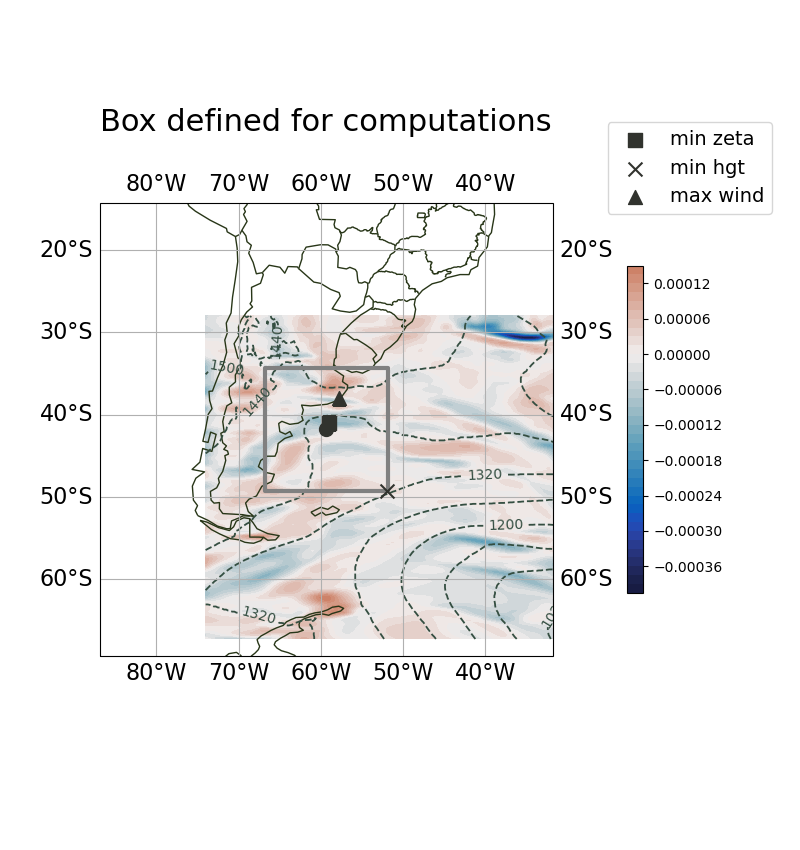 Box defined for computations
min zeta
min hgt
max wind
80°W 70°W 60°W 50°W 40°W
20°S 20°S
30°S 30°S
40°S 40°S
50°S 50°S
60°S 60°S
80°W 70°W 60°W 50°W 40°W
1440
1500
1440
1320
1200
1320
0.00012
0.00006
0.00000
−0.00006
−0.00012
−0.00018
−0.00024
−0.00030
−0.00036